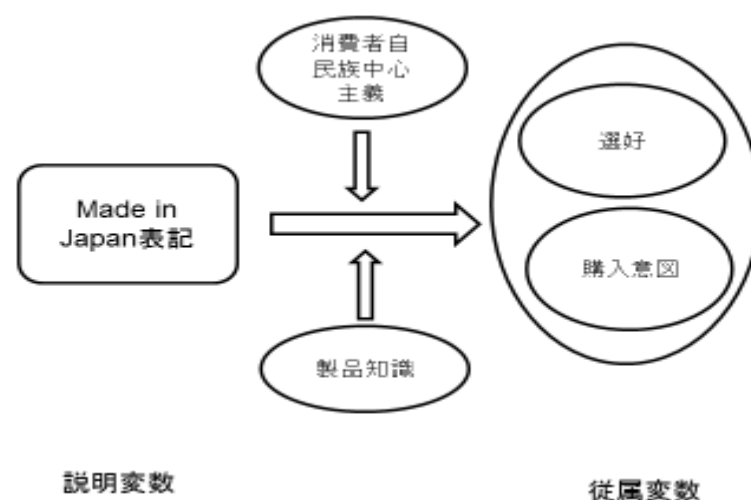 消費者自
民族中心
主義
選好
Made in
Japan表記
購入意図
製品知識
説明変数
従属変数